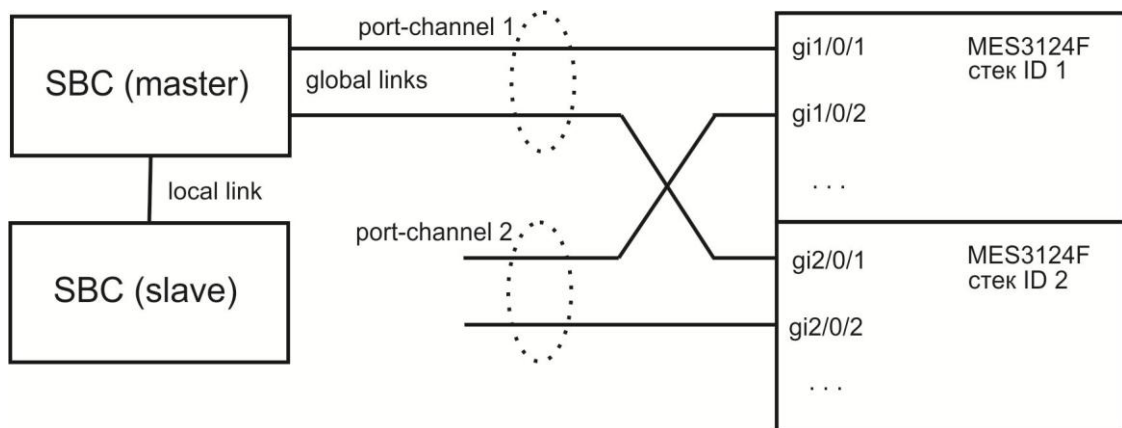 port-channel 1
SBC (master)
global links
gi1/0/1
MES3124F
стек ID 1
gi1/0/2
. . .
local link
port-channel 2
SBC (slave)
gi2/0/1
MES3124F
стек ID 2
gi2/0/2
. . .